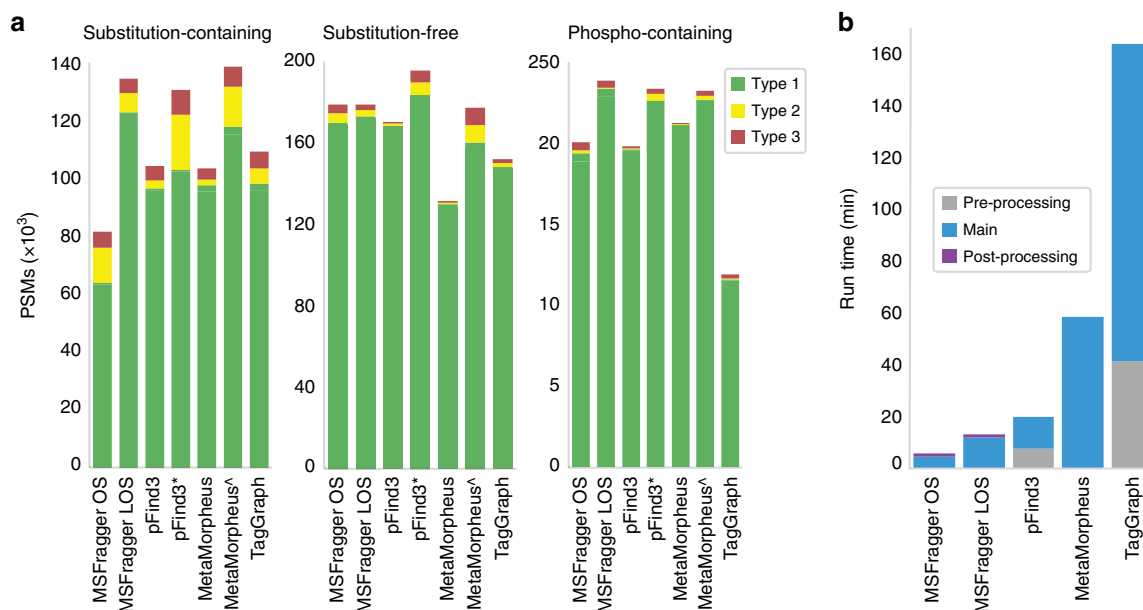 a
Substitution-containing
Substitution-free
Phospho-containing
PSMs (×10³)
140
120
100
80
60
40
20
0
MSFragger OS
MSFragger LOS
pFind3
pFind3*
MetaMorpheus
MetaMorpheus^
TagGraph
200
160
120
80
40
0
MSFragger OS
MSFragger LOS
pFind3
pFind3*
MetaMorpheus
MetaMorpheus^
TagGraph
25
20
15
10
5
0
MSFragger OS
MSFragger LOS
pFind3
pFind3*
MetaMorpheus
MetaMorpheus^
TagGraph
Type 1
Type 2
Type 3
b
Run time (min)
160
140
120
100
80
60
40
20
0
Pre-processing
Main
Post-processing
MSFragger OS
MSFragger LOS
pFind3
MetaMorpheus
TagGraph